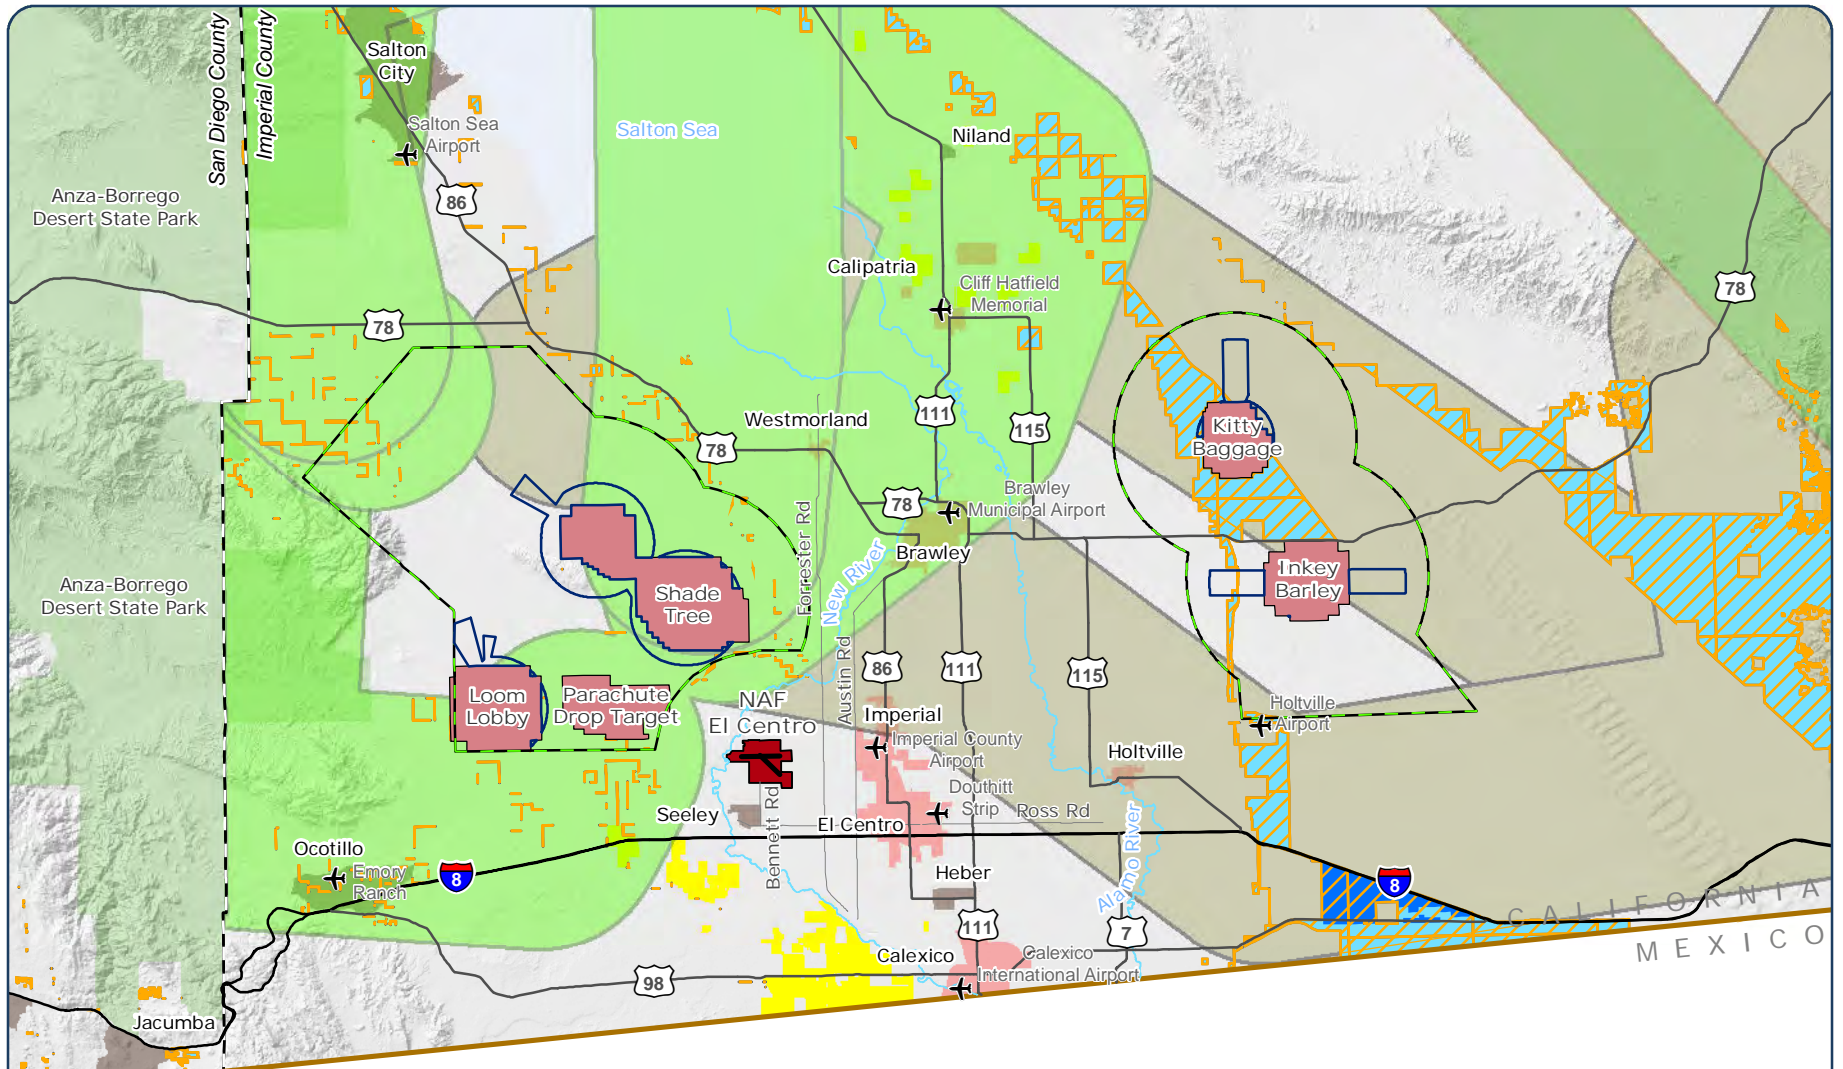 San Diego County
Imperial County
Salton
City
Salton Sea
Airport
Salton Sea
Niland
86
Anza-Borrego
Desert State Park
Calipatria
Cliff Hatfield
Memorial
78
78
Westmorland
111
115
Kitty
Baggage
78
78
Brawley
Municipal Airport
Brawley
Forrester Rd
New River
Inkey
Barley
Shade
Tree
Anza-Borrego
Desert State Park
86
111
115
Austin Rd
Loom
Lobby
Parachute
Drop Target
NAF
El Centro
Imperial
Imperial County
Airport
Holtville
Airport
Holtville
Douthitt
Strip
Ross Rd
Seeley
El Centro
Bennett Rd
Ocotillo
Emory
Ranch
8
Heber
Alamo River
8
CALIFORNIA
MEXICO
111
7
Calexico
Calexico
International Airport
98
Jacumba